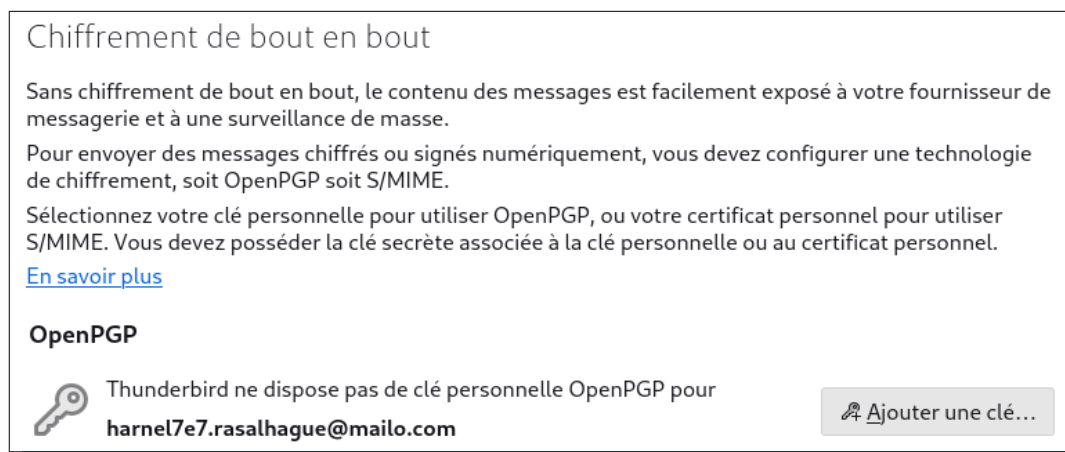 Chiffrement de bout en bout
Sans chiffrement de bout en bout, le contenu des messages est facilement exposé à votre fournisseur de
messagerie et à une surveillance de masse.
Pour envoyer des messages chiffrés ou signés numériquement, vous devez configurer une technologie
de chiffrement, soit OpenPGP soit S/MIME.
Sélectionnez votre clé personnelle pour utiliser OpenPGP, ou votre certificat personnel pour utiliser
S/MIME. Vous devez posséder la clé secrète associée à la clé personnelle ou au certificat personnel.
En savoir plus
OpenPGP
Thunderbird ne dispose pas de clé personnelle OpenPGP pour
harnel7e7.rasalhague@mailo.com
Ajouter une clé…